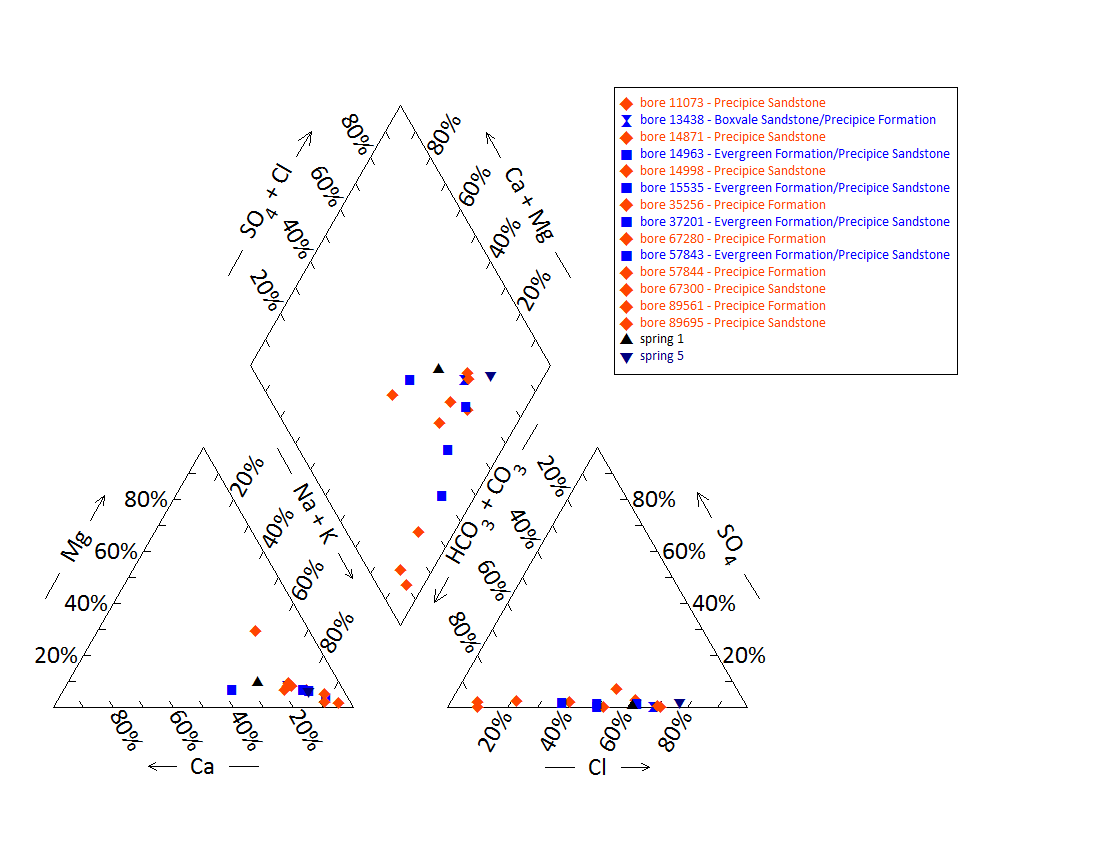 80%
60%
40%
20%
SO4 + Cl
80%
60%
40%
20%
Ca + Mg
bore 11073 - Precipice Sandstone
bore 13438 - Boxvale Sandstone/Precipice Formation
bore 14871 - Precipice Sandstone
bore 14963 - Evergreen Formation/Precipice Sandstone
bore 14998 - Precipice Sandstone
bore 15535 - Evergreen Formation/Precipice Sandstone
bore 35256 - Precipice Formation
bore 37201 - Evergreen Formation/Precipice Sandstone
bore 67280 - Precipice Formation
bore 57843 - Evergreen Formation/Precipice Sandstone
bore 57844 - Precipice Formation
bore 67300 - Precipice Sandstone
bore 89561 - Precipice Formation
bore 89695 - Precipice Sandstone
spring 1
spring 5
80%
60%
40%
20%
Mg
20%
40%
60%
80%
Na + K
80%
60%
40%
20%
Ca
HCO3 + CO3
20%
40%
60%
80%
80%
60%
40%
20%
SO4
20%
40%
60%
80%
Cl